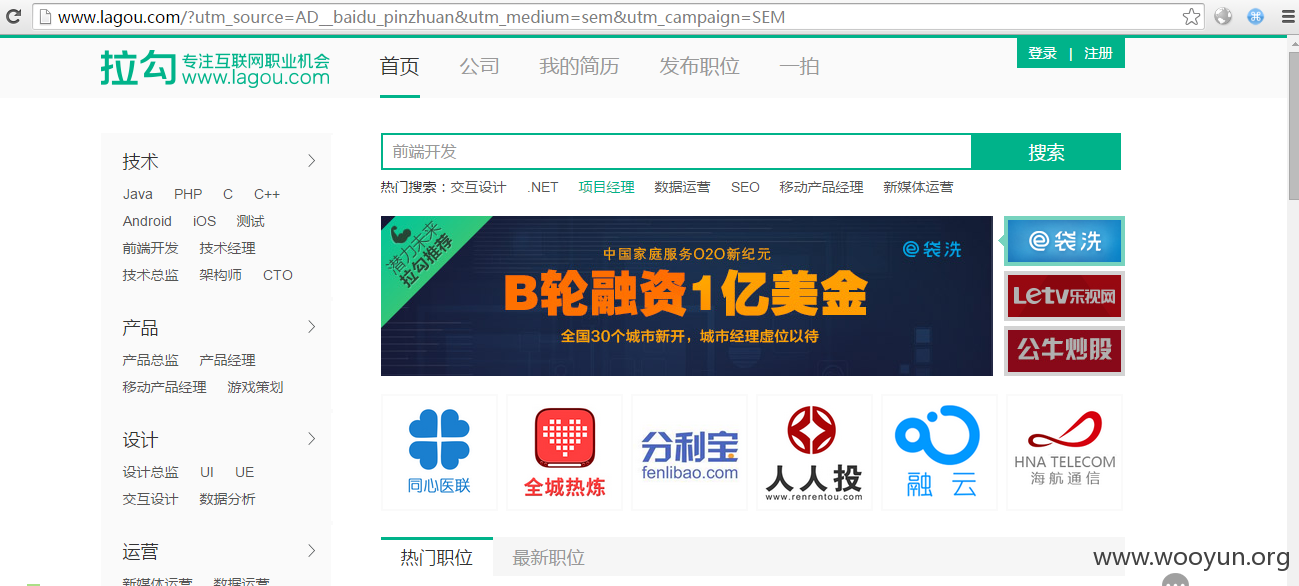 www.lagou.com/?utm_source=AD__baidu_pinzhuan&utm_medium=sem&utm_campaign=SEM
拉勾 专注互联网职业机会
www.lagou.com
首页 公司 我的简历 发布职位 一拍
登录 | 注册
技术
Java PHP C C++
Android iOS 测试
前端开发 技术经理
技术总监 架构师 CTO
产品
产品总监 产品经理
移动产品经理 游戏策划
设计
设计总监 UI UE
交互设计 数据分析
运营
新媒体运营 数据运营
前端开发 搜索
热门搜索：交互设计 .NET 项目经理 数据运营 SEO 移动产品经理 新媒体运营
潜力未来
拉勾推荐
中国家庭服务O2O新纪元
e袋洗
B轮融资1亿美金
全国30个城市新开，城市经理虚位以待
e袋洗
Letv乐视网
公牛炒股
同心医联
全城热炼
分利宝
fenlibao.com
人人投
www.renrentou.com
融云
HNA TELECOM
海航通信
热门职位 最新职位
www.wooyun.org